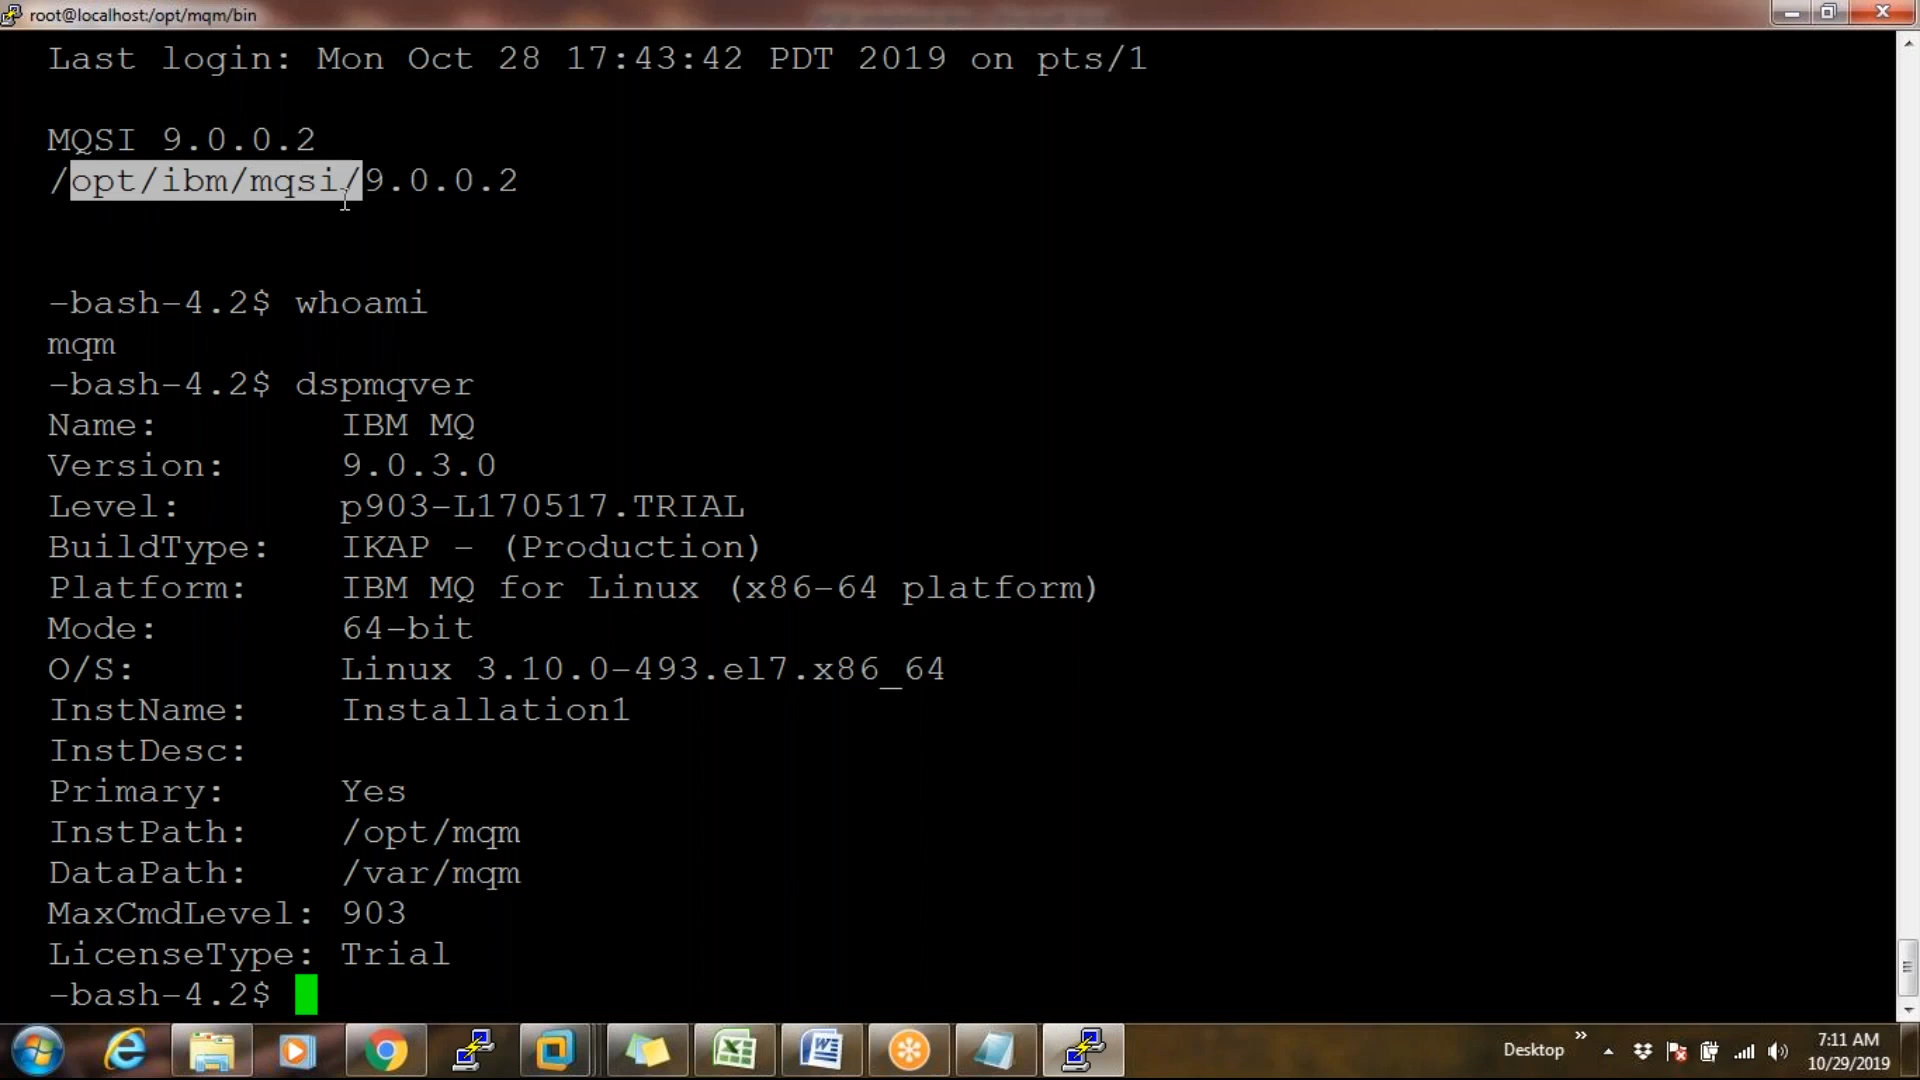 root@localhost:/opt/mqm/bin
Last login: Mon Oct 28 17:43:42 PDT 2019 on pts/1
MQSI 9.0.0.2
/opt/ibm/mqsi/9.0.0.2
-bash-4.2$ whoami
mqm
-bash-4.2$ dspmqver
Name: IBM MQ
Version: 9.0.3.0
Level: p903-L170517.TRIAL
BuildType: IKAP - (Production)
Platform: IBM MQ for Linux (x86-64 platform)
Mode: 64-bit
O/S: Linux 3.10.0-493.el7.x86_64
InstName: Installation1
InstDesc:
Primary: Yes
InstPath: /opt/mqm
DataPath: /var/mqm
MaxCmdLevel: 903
LicenseType: Trial
-bash-4.2$
Desktop » 7:11 AM
10/29/2019